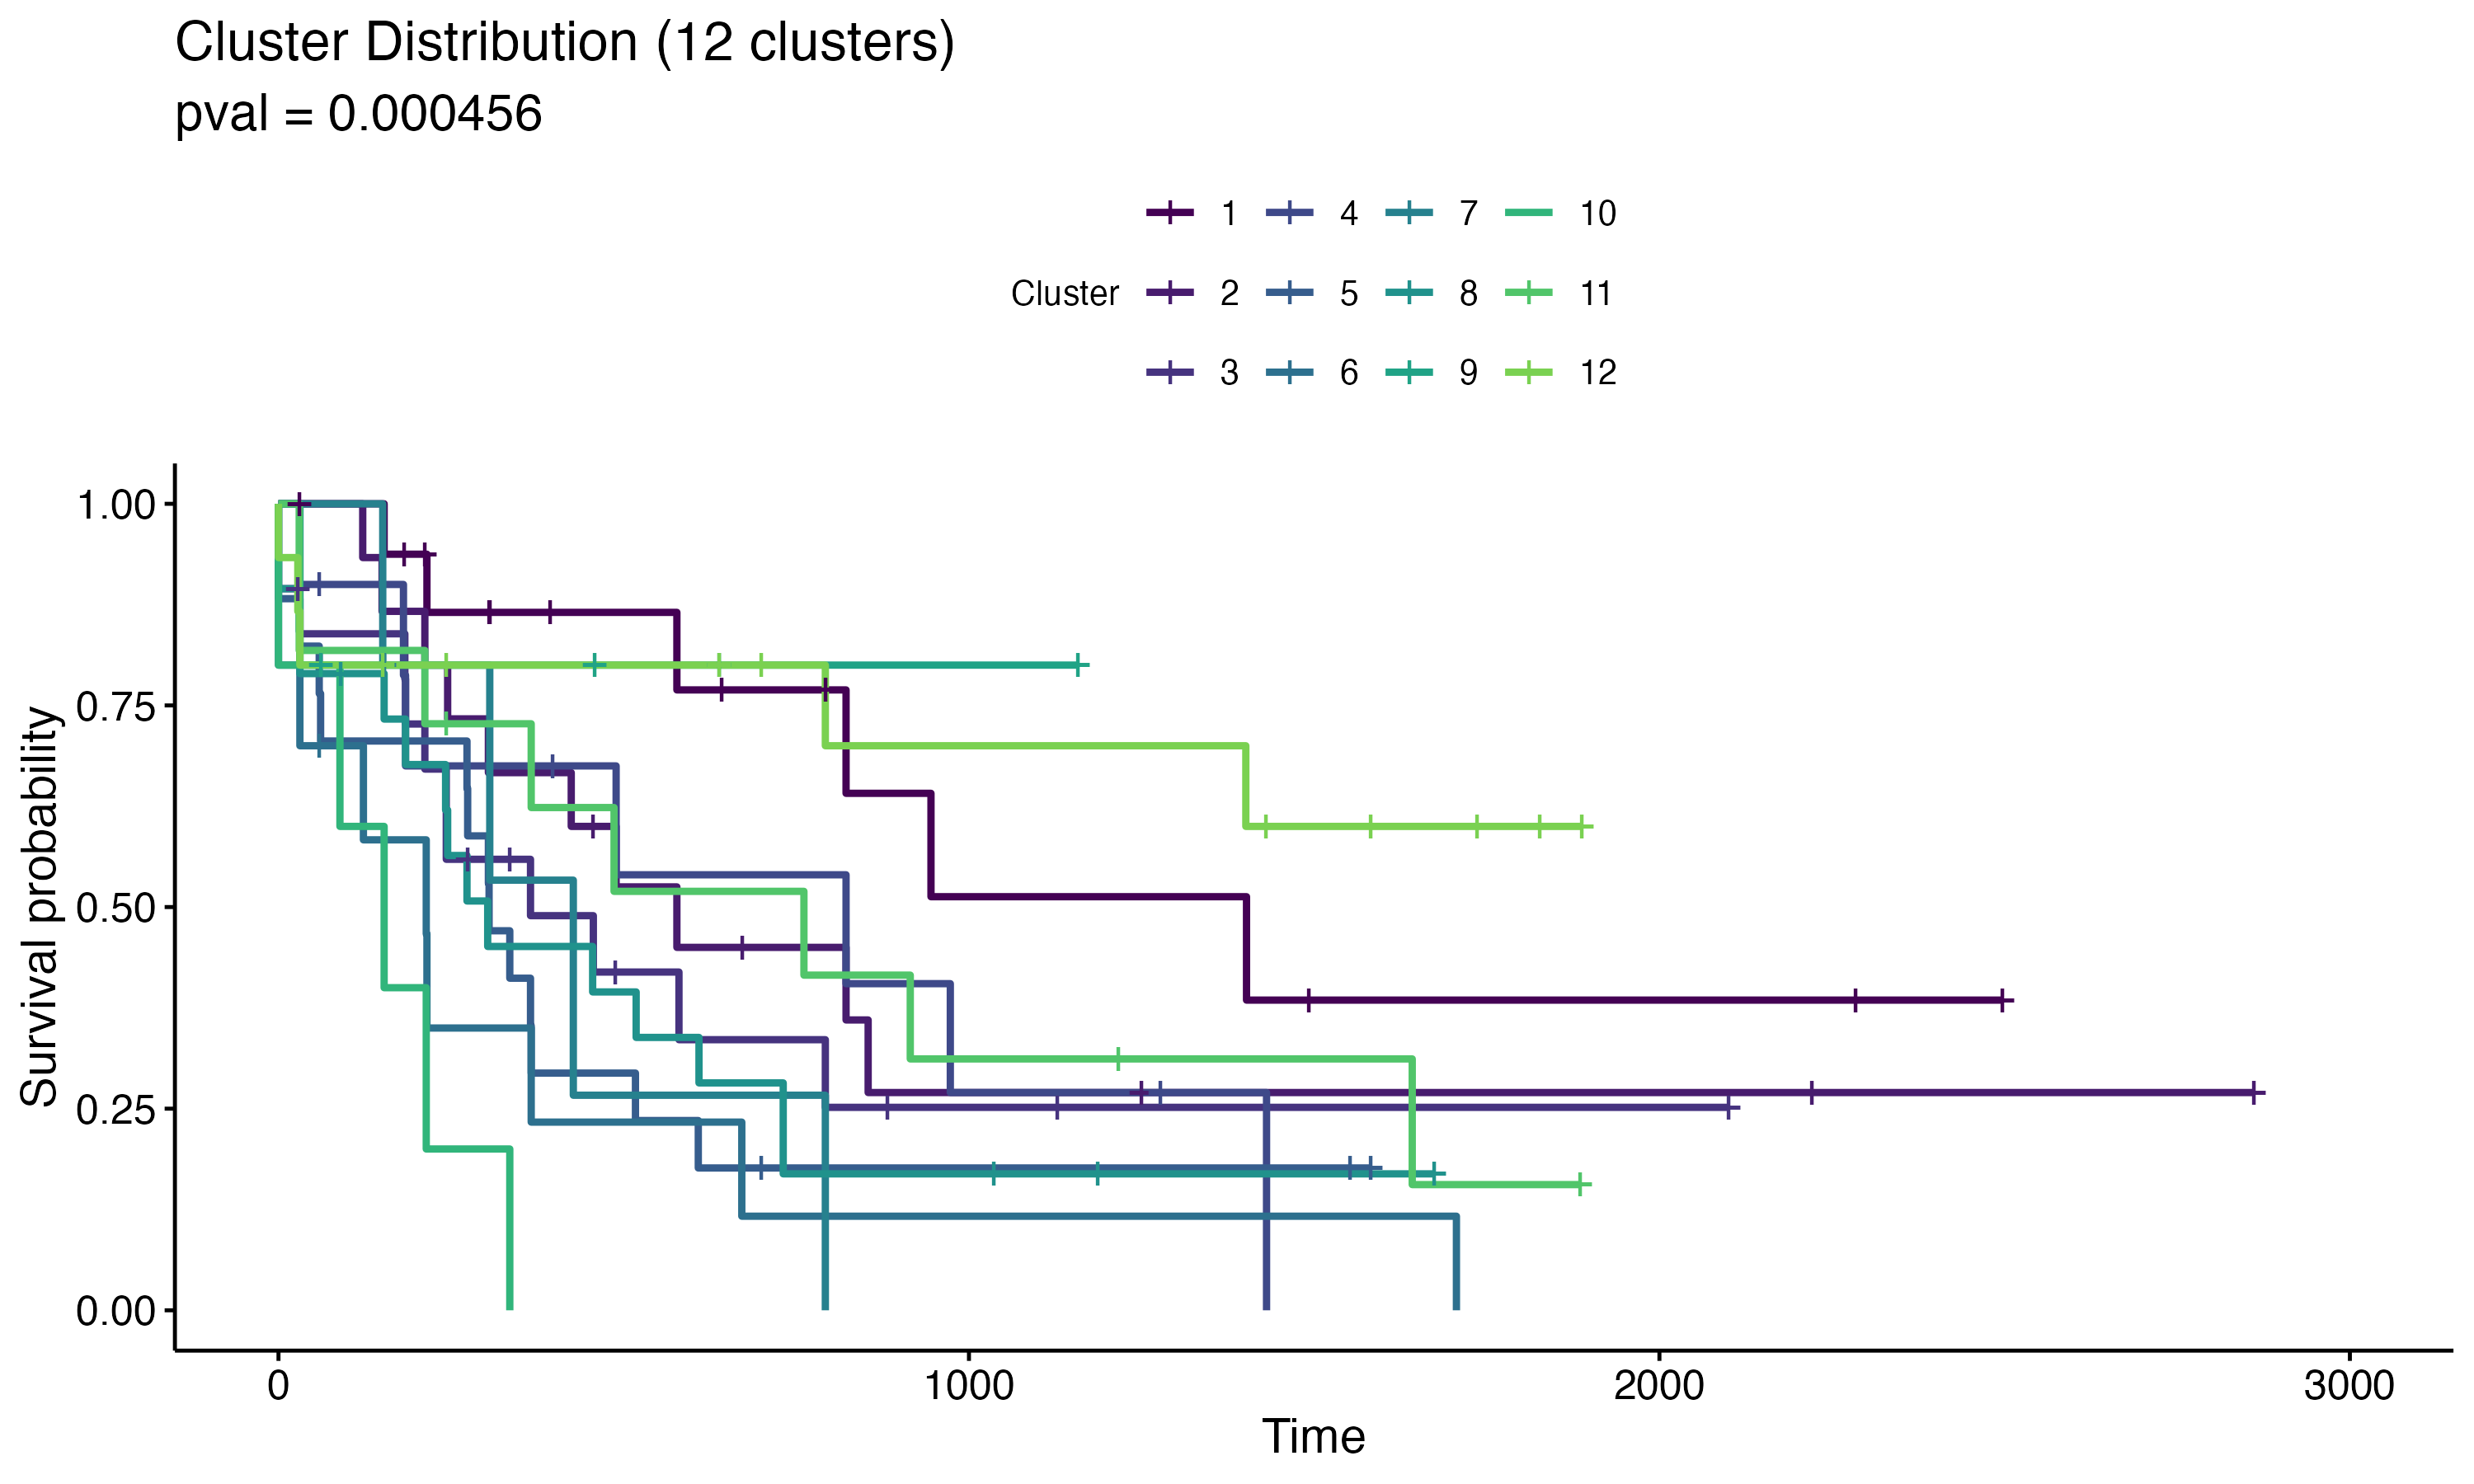 Cluster Distribution (12 clusters)
pval = 0.000456
1 4 7 10
Cluster 2 5 8 11
3 6 9 12
1.00
0.75
0.50
0.25
0.00
Survival probability
0 1000 2000 3000
Time